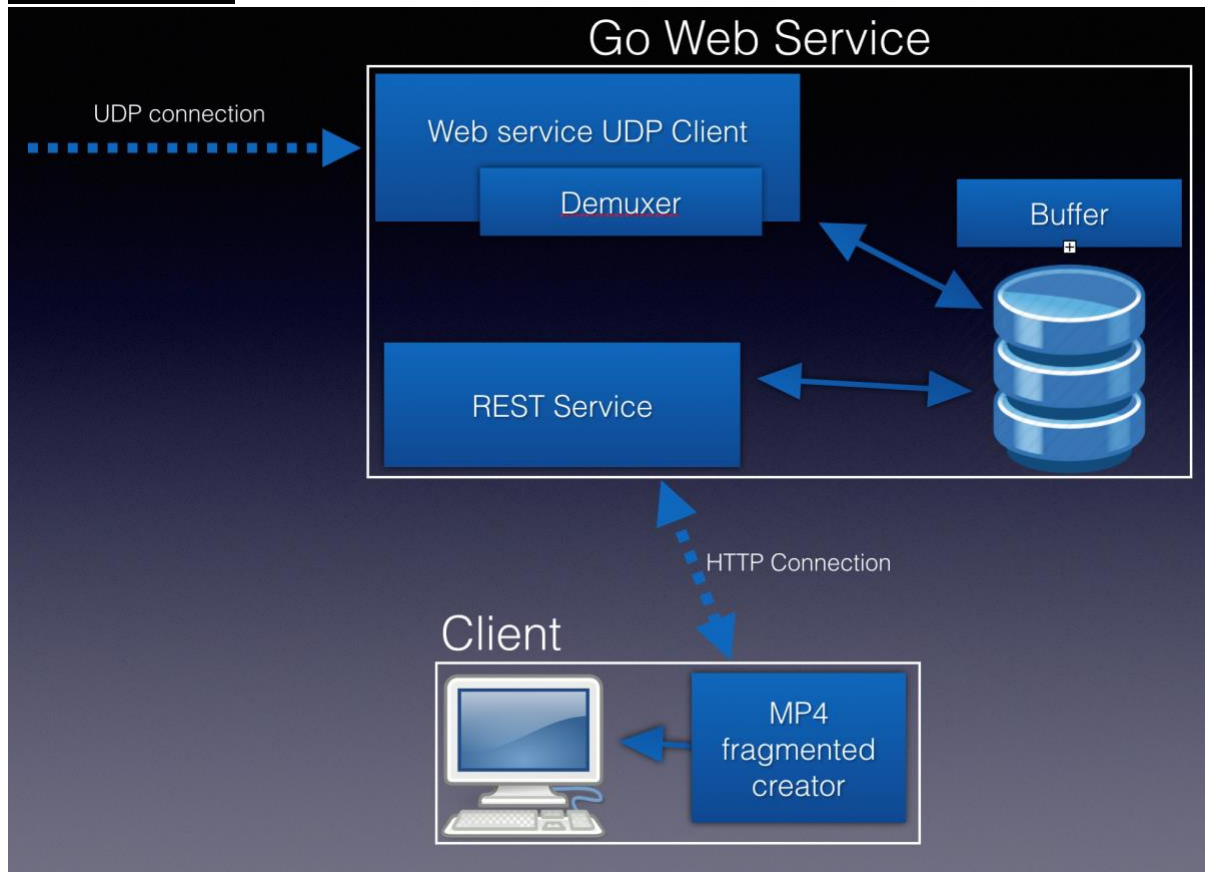 Go Web Service
UDP connection
Web service UDP Client
Demuxer
Buffer
REST Service
HTTP Connection
Client
MP4
fragmented
creator